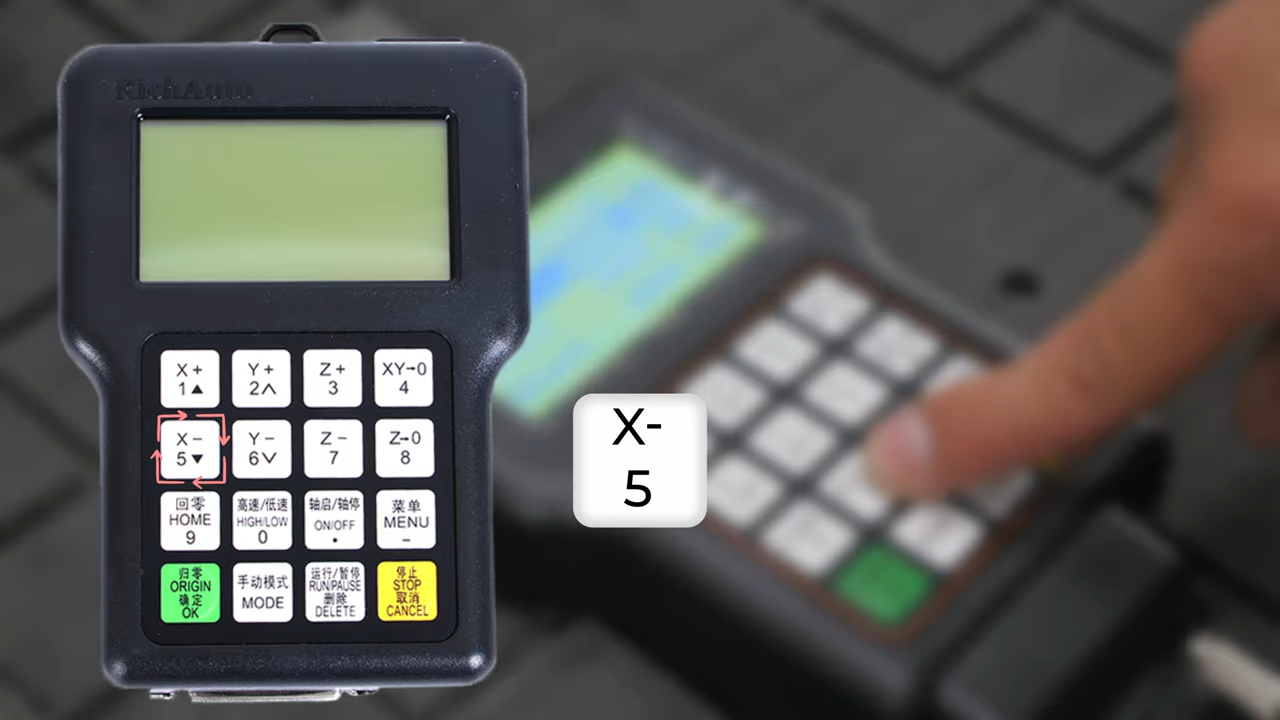 RichAuto
X+ Y+ Z+ XY→0
1▲ 2∧ 3 4
X− Y− Z− Z→0
5▼ 6∨ 7 8
回零 高速/低速 轴启/轴停 菜单
HOME HIGH/LOW ON/OFF MENU
9 0 • −
归零
ORIGIN
确定
OK
手动模式
MODE
运行/暂停
RUN/PAUSE
删除
DELETE
停止
STOP
取消
CANCEL
X-
5